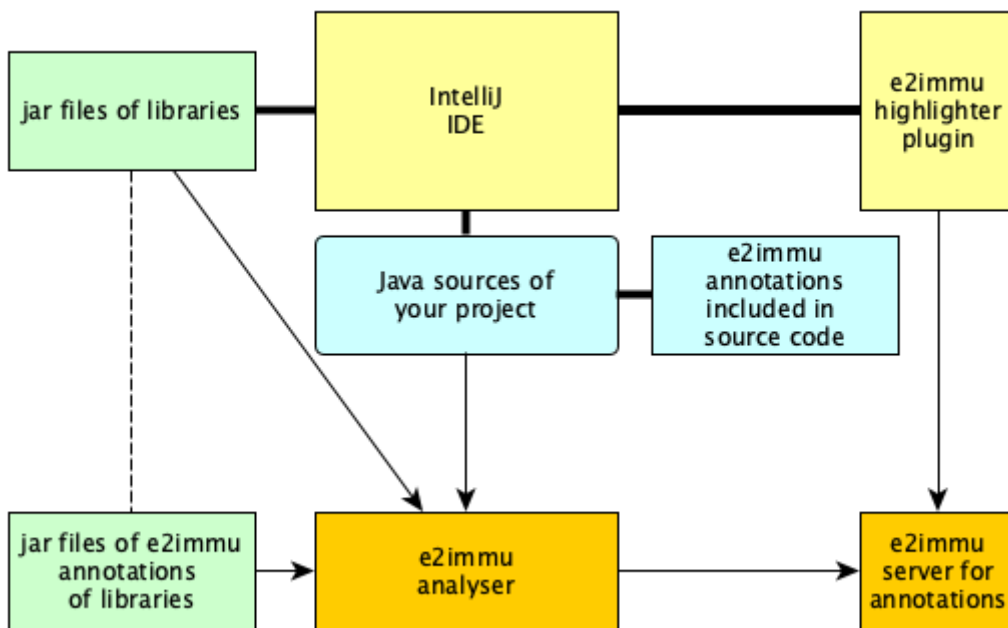 jar files of libraries
IntelliJ
IDE
e2immu
highlighter
plugin
Java sources of
your project
e2immu
annotations
included in
source code
jar files of e2immu
annotations
of libraries
e2immu
analyser
e2immu
server for
annotations